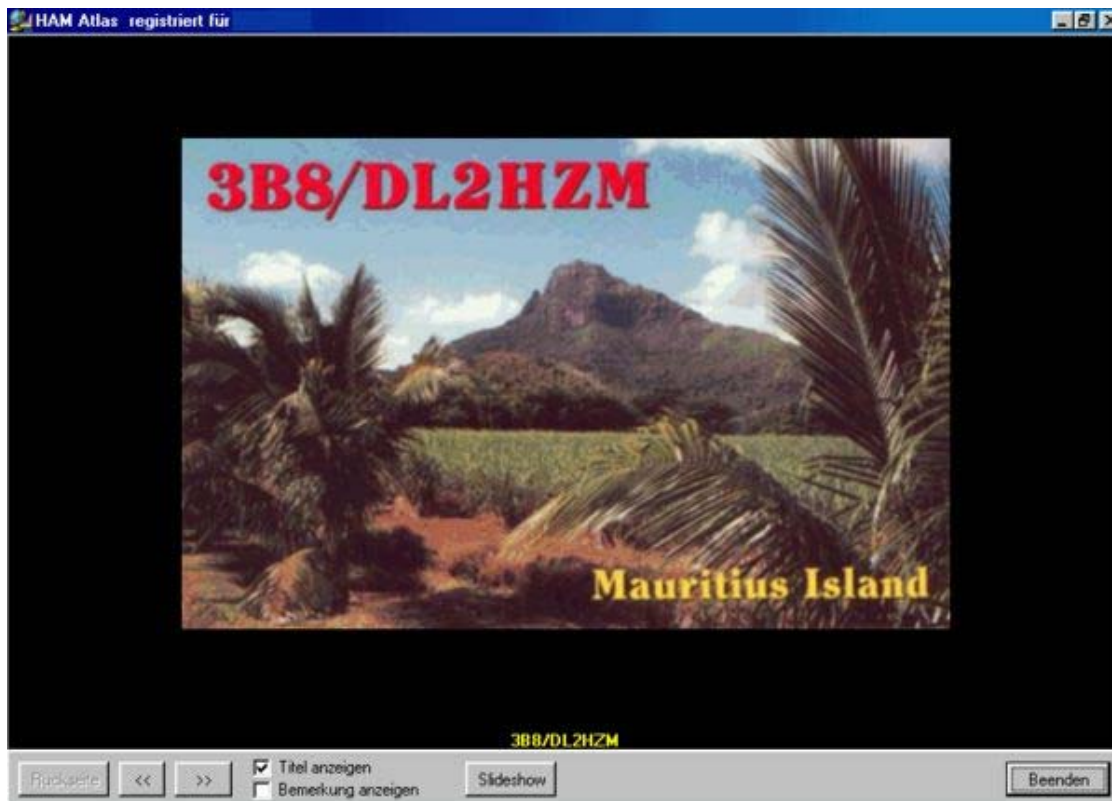 HAM Atlas registriert für
3B8/DL2HZM
Mauritius Island
3B8/DL2HZM
Rückseite << >> Titel anzeigen Slideshow Beenden
Bemerkung anzeigen